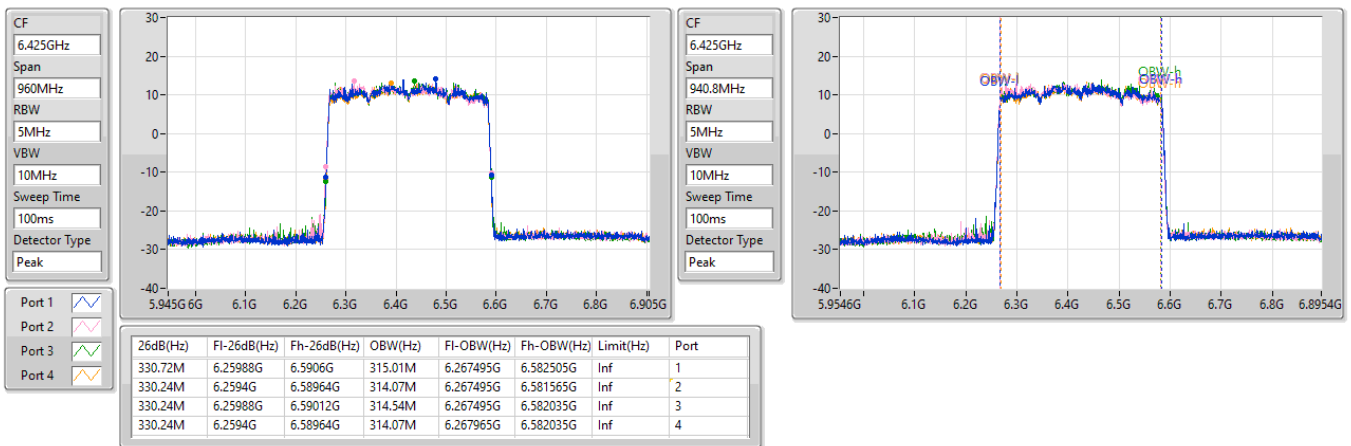 CF
6.425GHz
Span
960MHz
RBW
5MHz
VBW
10MHz
Sweep Time
100ms
Detector Type
Peak
30
20
10
0
-10
-20
-30
-40
5.945G 6G 6.1G 6.2G 6.3G 6.4G 6.5G 6.6G 6.7G 6.8G 6.905G
CF
6.425GHz
Span
940.8MHz
RBW
5MHz
VBW
10MHz
Sweep Time
100ms
Detector Type
Peak
30
20
10
0
-10
-20
-30
-40
OBW-l
OBW-h
OBW-h
5.9546G 6.1G 6.2G 6.3G 6.4G 6.5G 6.6G 6.7G 6.8G 6.8954G
Port 1
Port 2
Port 3
Port 4
26dB(Hz) Fl-26dB(Hz) Fh-26dB(Hz) OBW(Hz) Fl-OBW(Hz) Fh-OBW(Hz) Limit(Hz) Port
330.72M 6.25988G 6.5906G 315.01M 6.267495G 6.582505G Inf 1
330.24M 6.2594G 6.58964G 314.07M 6.267495G 6.581565G Inf 2
330.24M 6.25988G 6.59012G 314.54M 6.267495G 6.582035G Inf 3
330.24M 6.2594G 6.58964G 314.07M 6.267965G 6.582035G Inf 4